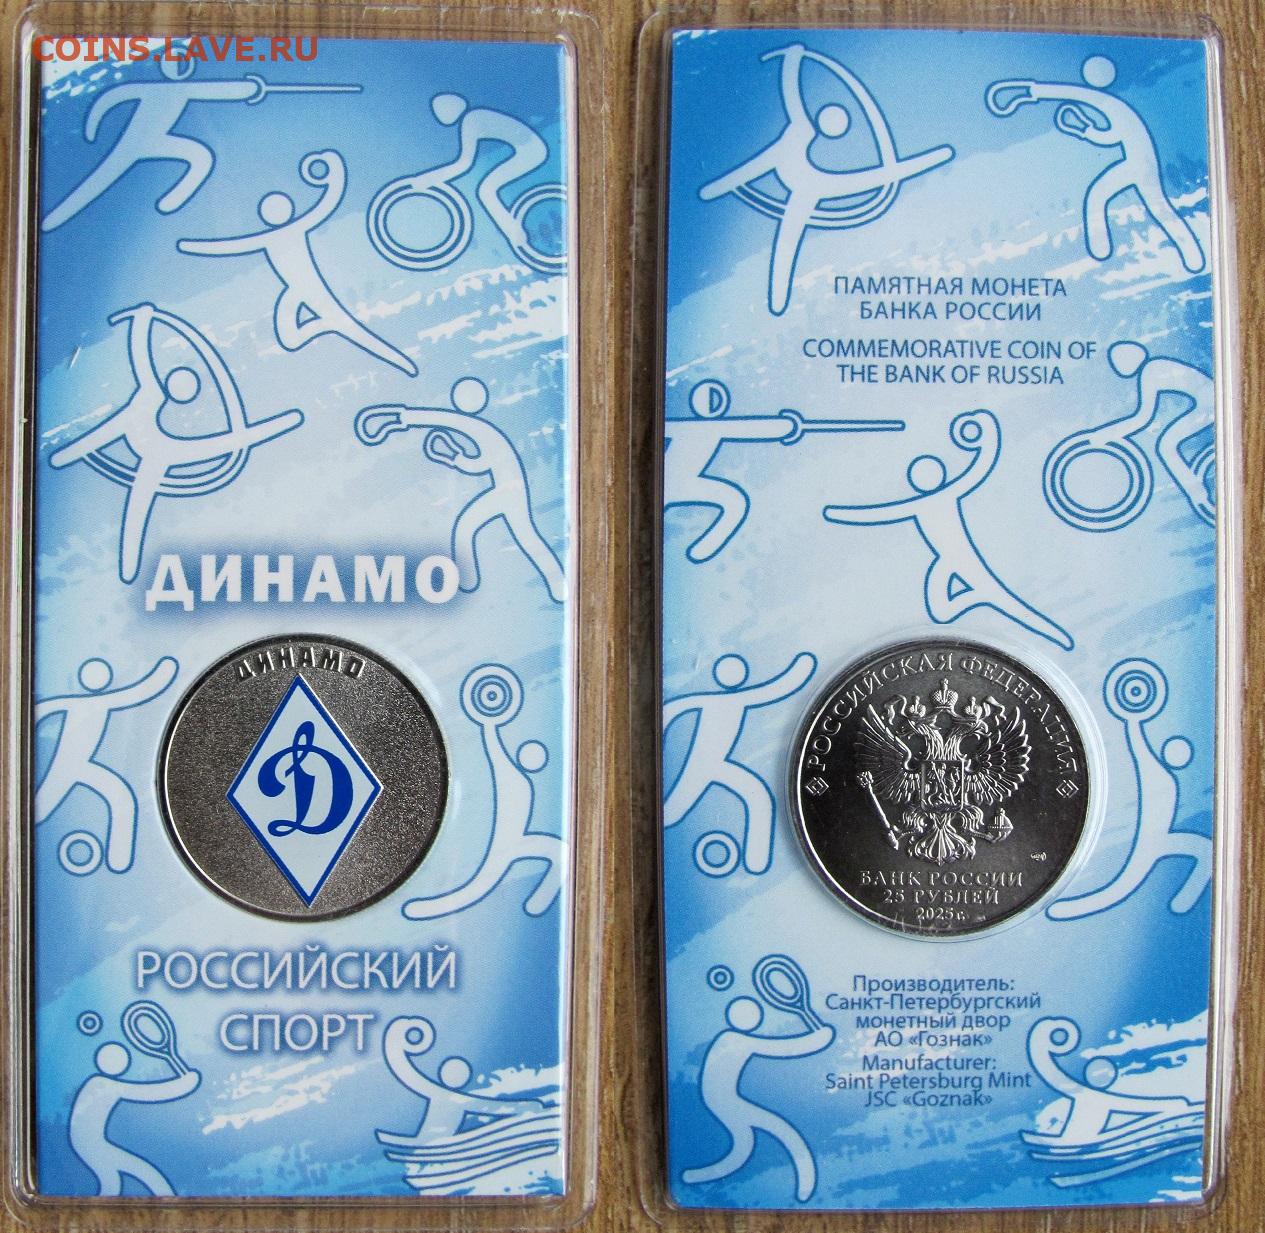 COINS.LAVE.RU
ДИНАМО
ДИНАМО
Д
РОССИЙСКИЙ
СПОРТ
ПАМЯТНАЯ МОНЕТА
БАНКА РОССИИ
COMMEMORATIVE COIN OF
THE BANK OF RUSSIA
РОССИЙСКАЯ ФЕДЕРАЦИЯ
БАНК РОССИИ
25 РУБЛЕЙ
2025 г.
Производитель:
Санкт-Петербургский
монетный двор
АО «Гознак»
Manufacturer:
Saint Petersburg Mint
JSC «Goznak»